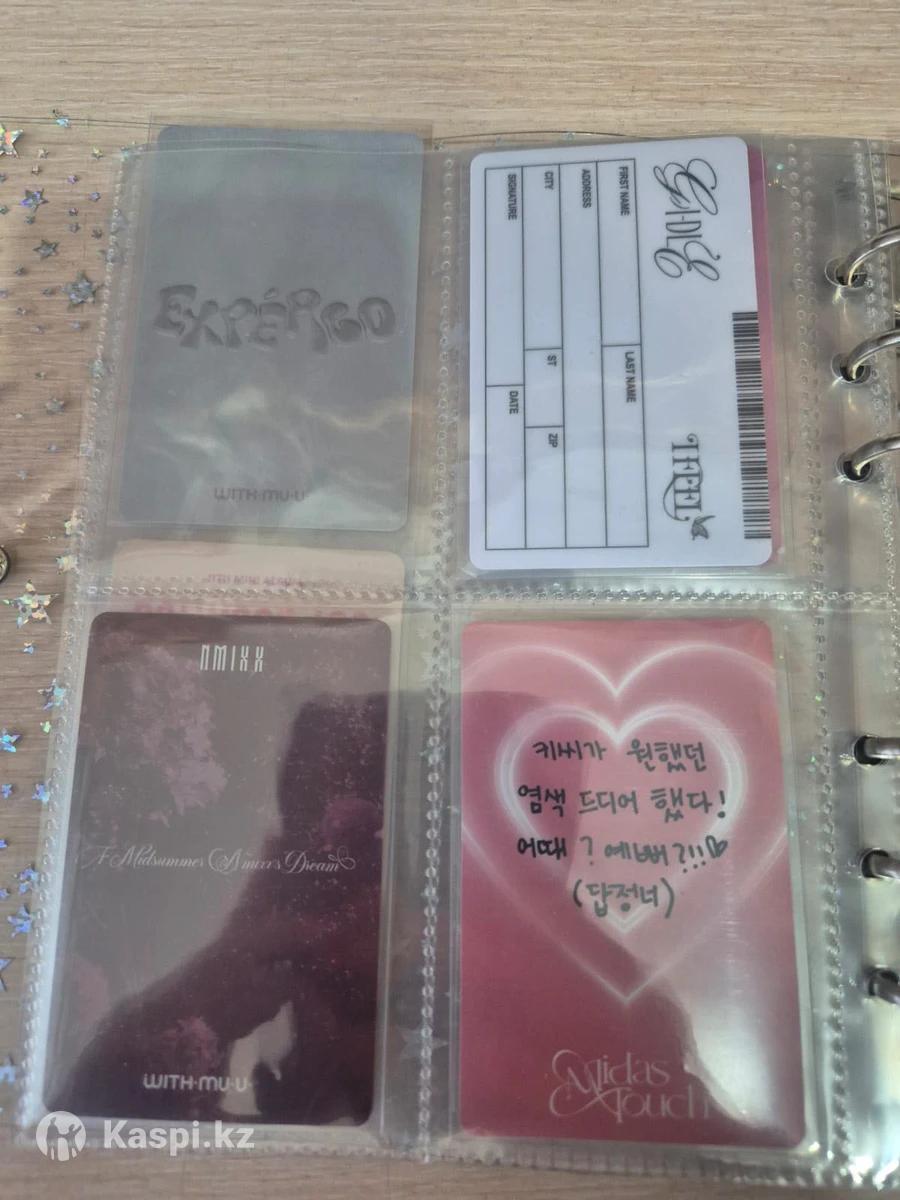 EXPÉRGO
WITH·MU·U
(G)I-DLE
FIRST NAME
LAST NAME
ADDRESS
CITY
ST
ZIP
SIGNATURE
DATE
I FEEL
NMIXX
A Midsummer NMIXX's Dream
WITH·MU·U
키씨가 원했던
염색 드디어 했다!
어때? 예뻐?!!♡
(답정너)
Midas
Touch
Kaspi.kz